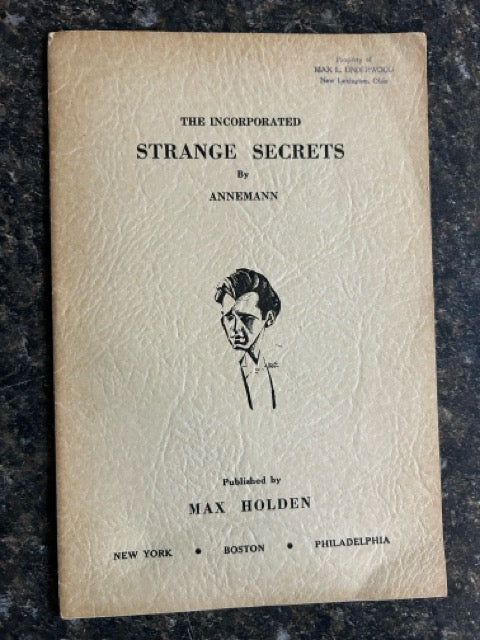 Property of
MAX L. UNDERWOOD
New Lexington, Ohio
THE INCORPORATED
STRANGE SECRETS
By
ANNEMANN
Published by
MAX HOLDEN
NEW YORK • BOSTON • PHILADELPHIA